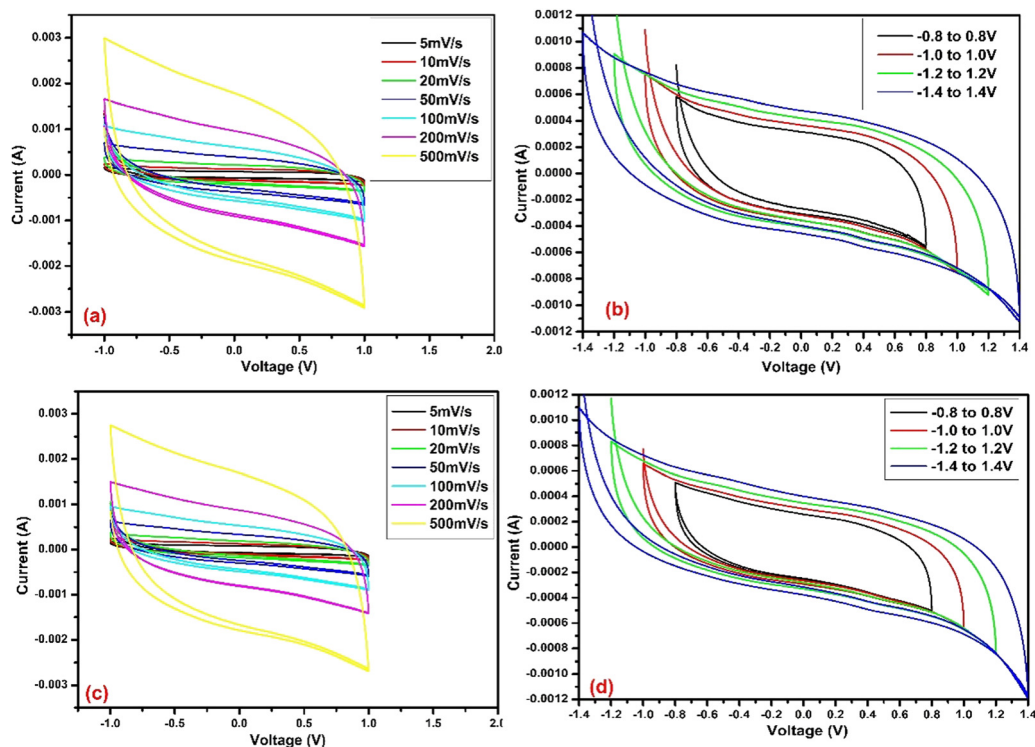 0.003
0.002
0.001
0.000
-0.001
-0.002
-0.003
Current (A)
-1.0 -0.5 0.0 0.5 1.0 1.5 2.0
Voltage (V)
(a)
5mV/s
10mV/s
20mV/s
50mV/s
100mV/s
200mV/s
500mV/s
0.0012
0.0010
0.0008
0.0006
0.0004
0.0002
0.0000
-0.0002
-0.0004
-0.0006
-0.0008
-0.0010
-0.0012
Current (A)
-1.4 -1.2 -1.0 -0.8 -0.6 -0.4 -0.2 0.0 0.2 0.4 0.6 0.8 1.0 1.2 1.4
Voltage (V)
(b)
-0.8 to 0.8V
-1.0 to 1.0V
-1.2 to 1.2V
-1.4 to 1.4V
0.003
0.002
0.001
0.000
-0.001
-0.002
-0.003
Current (A)
-1.0 -0.5 0.0 0.5 1.0 1.5 2.0
Voltage (V)
(c)
5mV/s
10mV/s
20mV/s
50mV/s
100mV/s
200mV/s
500mV/s
0.0012
0.0010
0.0008
0.0006
0.0004
0.0002
0.0000
-0.0002
-0.0004
-0.0006
-0.0008
-0.0010
-0.0012
Current (A)
-1.4 -1.2 -1.0 -0.8 -0.6 -0.4 -0.2 0.0 0.2 0.4 0.6 0.8 1.0 1.2 1.4
Voltage (V)
(d)
-0.8 to 0.8V
-1.0 to 1.0V
-1.2 to 1.2V
-1.4 to 1.4V